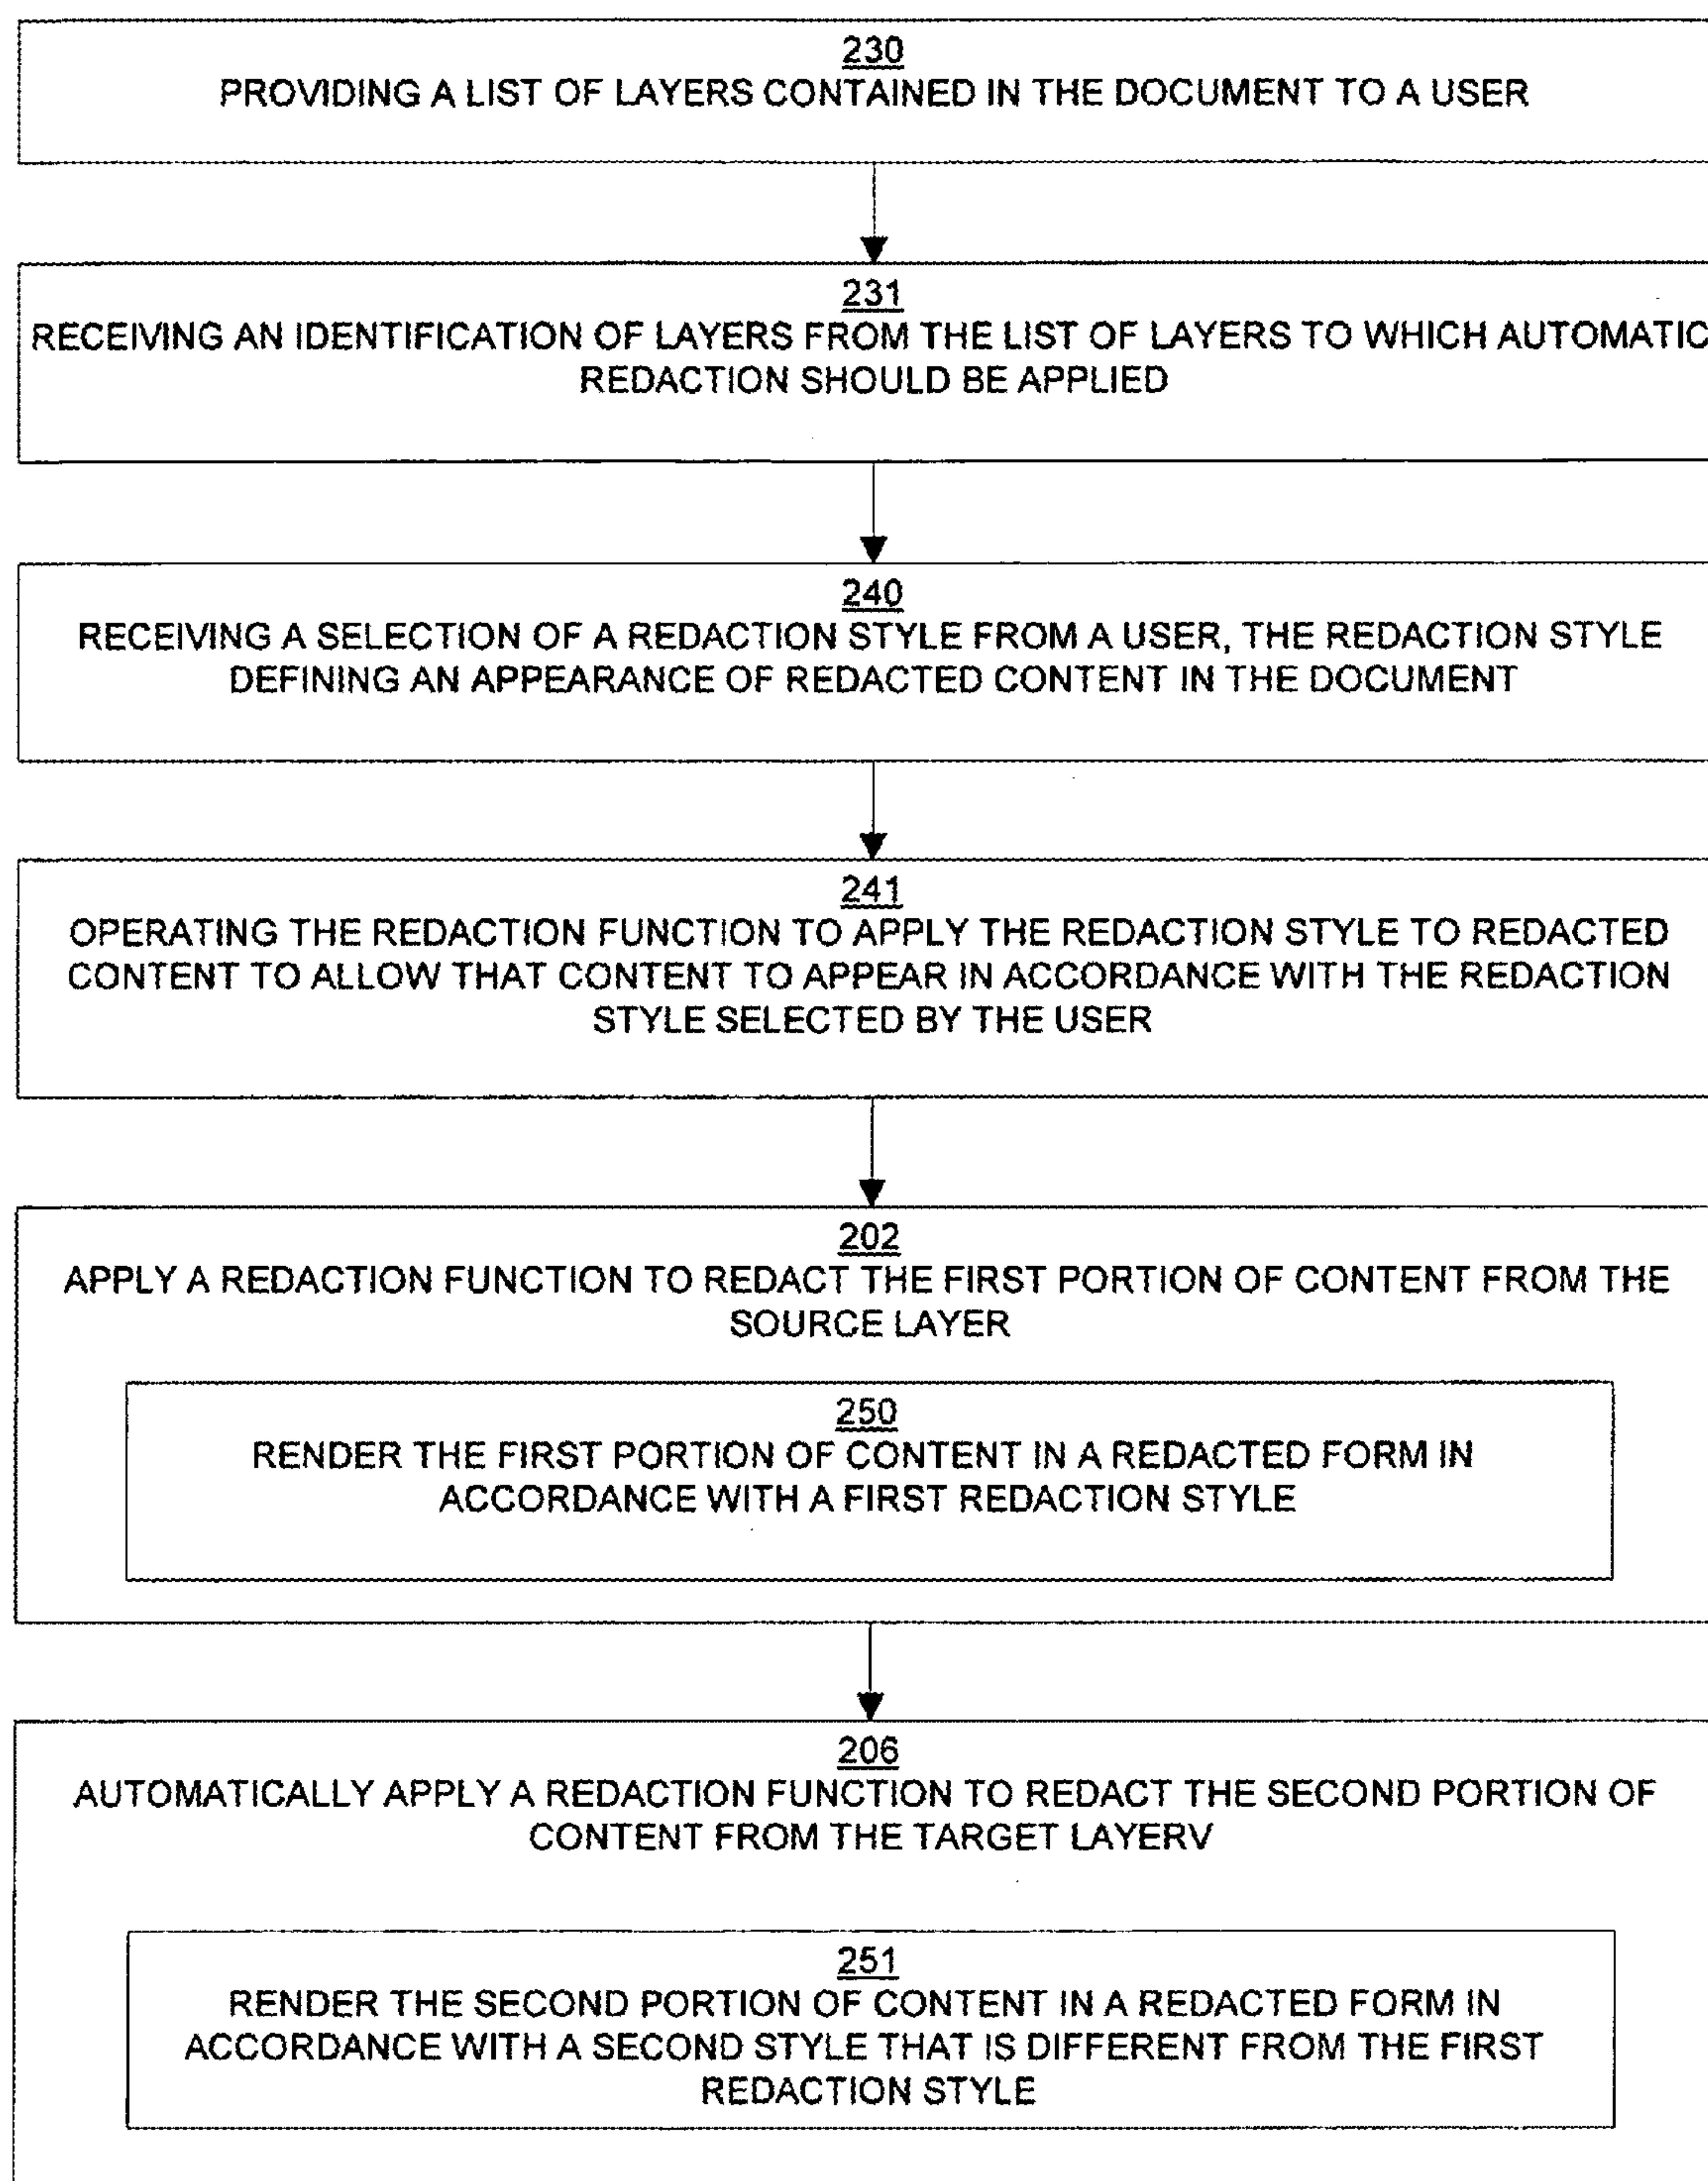 230
PROVIDING A LIST OF LAYERS CONTAINED IN THE DOCUMENT TO A USER
231
RECEIVING AN IDENTIFICATION OF LAYERS FROM THE LIST OF LAYERS TO WHICH AUTOMATIC
REDACTION SHOULD BE APPLIED
240
RECEIVING A SELECTION OF A REDACTION STYLE FROM A USER, THE REDACTION STYLE
DEFINING AN APPEARANCE OF REDACTED CONTENT IN THE DOCUMENT
241
OPERATING THE REDACTION FUNCTION TO APPLY THE REDACTION STYLE TO REDACTED
CONTENT TO ALLOW THAT CONTENT TO APPEAR IN ACCORDANCE WITH THE REDACTION
STYLE SELECTED BY THE USER
202
APPLY A REDACTION FUNCTION TO REDACT THE FIRST PORTION OF CONTENT FROM THE
SOURCE LAYER
250
RENDER THE FIRST PORTION OF CONTENT IN A REDACTED FORM IN
ACCORDANCE WITH A FIRST REDACTION STYLE
206
AUTOMATICALLY APPLY A REDACTION FUNCTION TO REDACT THE SECOND PORTION OF
CONTENT FROM THE TARGET LAYERV
251
RENDER THE SECOND PORTION OF CONTENT IN A REDACTED FORM IN
ACCORDANCE WITH A SECOND STYLE THAT IS DIFFERENT FROM THE FIRST
REDACTION STYLE